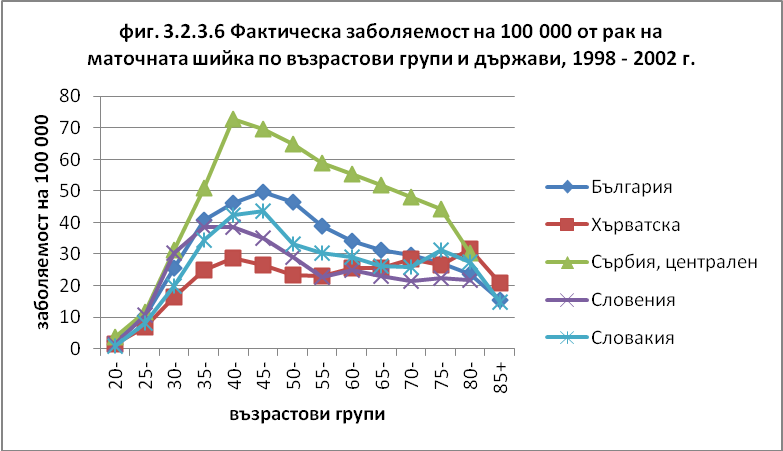 фиг. 3.2.3.6 Фактическа заболяемост на 100 000 от рак на
маточната шийка по възрастови групи и държави, 1998 - 2002 г.
заболяемост на 100 000
80
70
60
50
40
30
20
10
0
20-
25-
30-
35-
40-
45-
50-
55-
60-
65-
70-
75-
80-
85+
възрастови групи
България
Хърватска
Сърбия, централен
Словения
Словакия